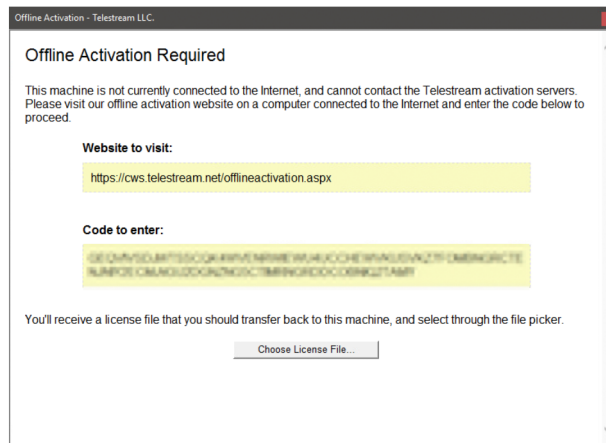 Offline Activation - Telestream LLC.
Offline Activation Required
This machine is not currently connected to the Internet, and cannot contact the Telestream activation servers.
Please visit our offline activation website on a computer connected to the Internet and enter the code below to
proceed.
Website to visit:
https://cws.telestream.net/offlineactivation.aspx
Code to enter:
You'll receive a license file that you should transfer back to this machine, and select through the file picker.
Choose License File...